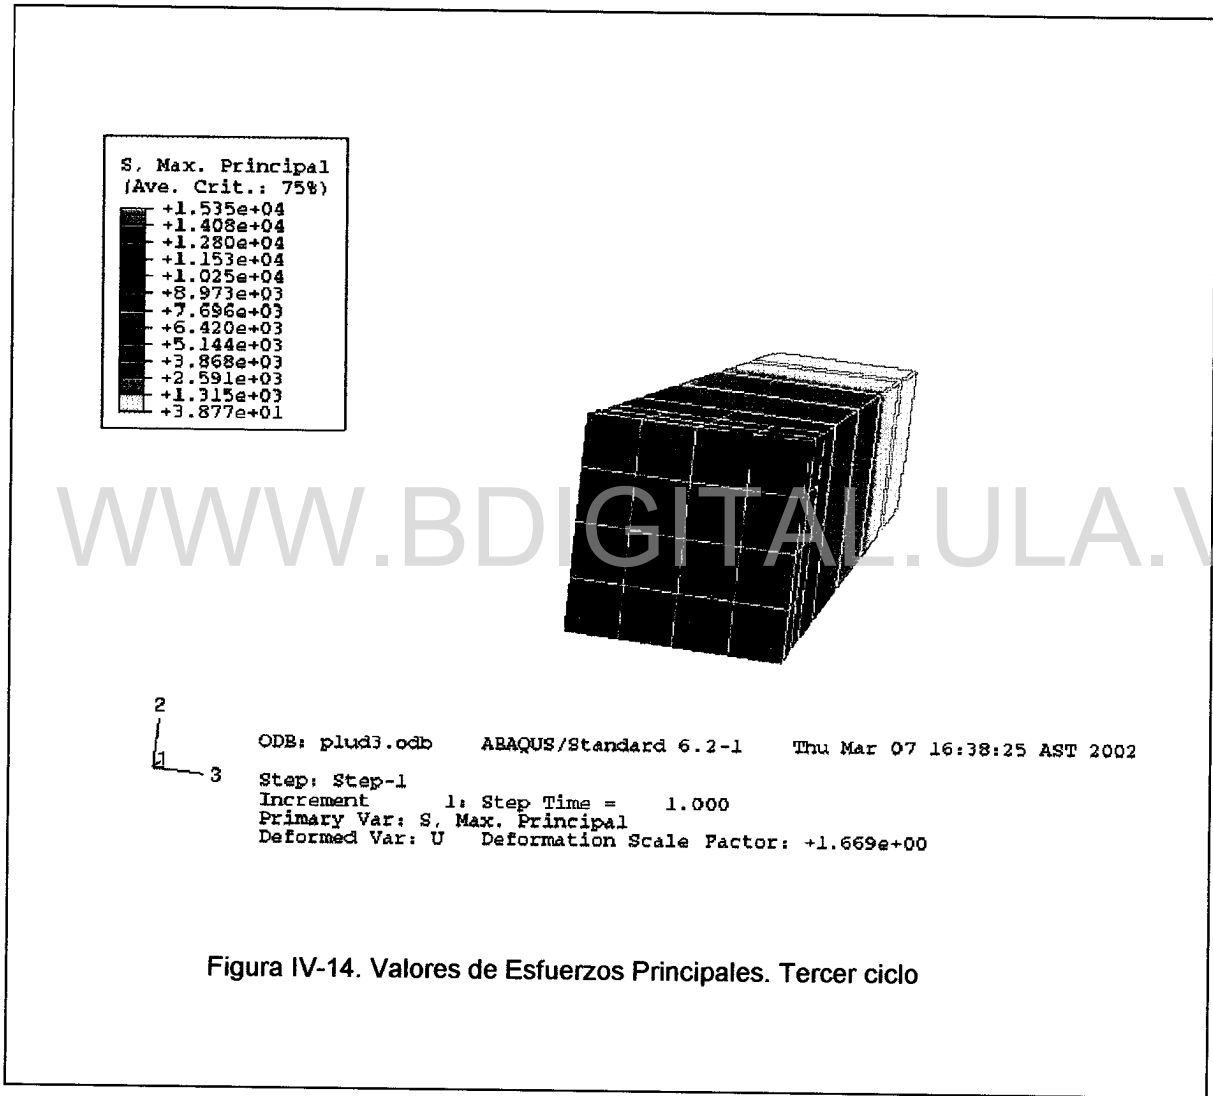 S, Max. Principal
(Ave. Crit.: 75%)
+1.535e+04
+1.408e+04
+1.280e+04
+1.153e+04
+1.025e+04
+8.973e+03
+7.696e+03
+6.420e+03
+5.144e+03
+3.868e+03
+2.591e+03
+1.315e+03
+3.877e+01
WWW.BDIGITAL.ULA.V
2
3
1
ODB: plud3.odb ABAQUS/Standard 6.2-1 Thu Mar 07 16:38:25 AST 2002
Step: Step-1
Increment 1: Step Time = 1.000
Primary Var: S, Max. Principal
Deformed Var: U Deformation Scale Factor: +1.669e+00
Figura IV-14. Valores de Esfuerzos Principales. Tercer ciclo